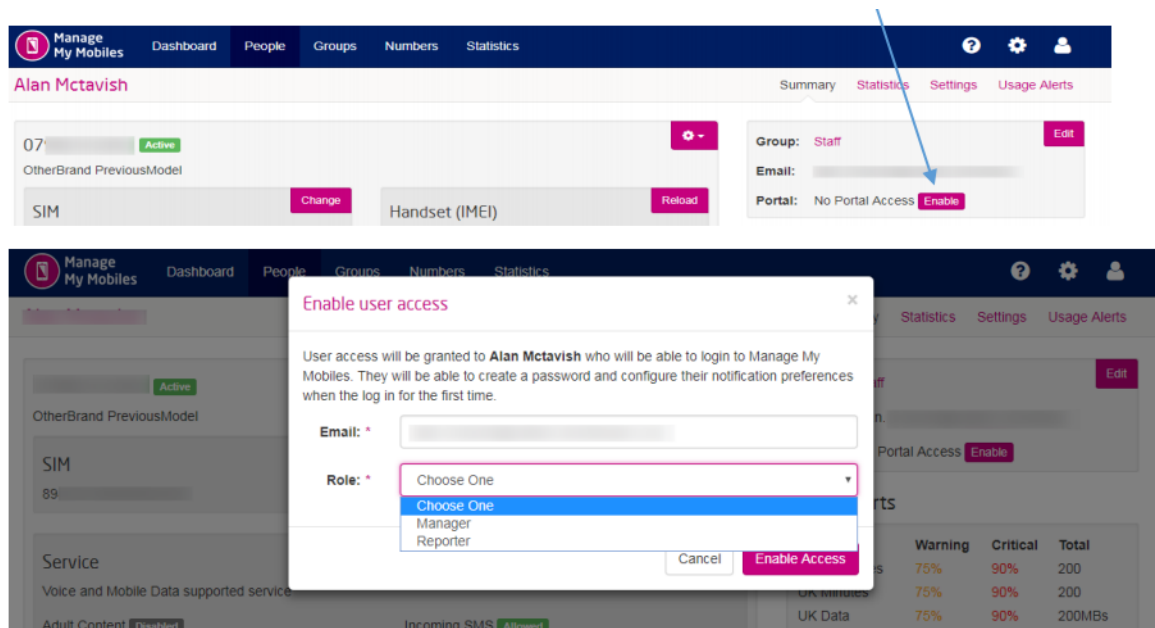 Manage
My Mobiles
Dashboard People Groups Numbers Statistics
Alan Mctavish
Summary Statistics Settings Usage Alerts
07 Active
OtherBrand PreviousModel
SIM Change
Handset (IMEI) Reload
Group: Staff Edit
Email:
Portal: No Portal Access Enable
Manage
My Mobiles
Dashboard People Groups Numbers Statistics
Statistics Settings Usage Alerts
Active
OtherBrand PreviousModel
SIM
89
Service
Voice and Mobile Data supported service
Adult Content Disabled
Incoming SMS Allowed
Enable user access ×
User access will be granted to Alan Mctavish who will be able to login to Manage My
Mobiles. They will be able to create a password and configure their notification preferences
when the log in for the first time.
Email: *
Role: * Choose One
Choose One
Manager
Reporter
Cancel Enable Access
Edit
Portal Access Enable
Warning Critical Total
75% 90% 200
UK Minutes 75% 90% 200
UK Data 75% 90% 200MBs